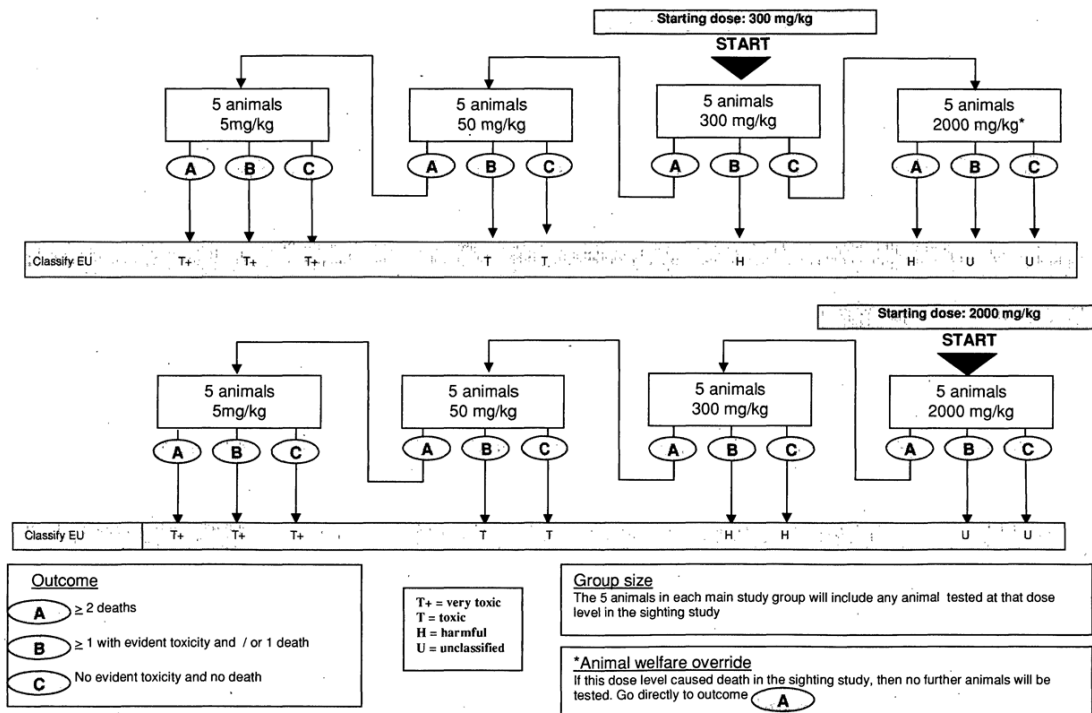 Starting dose: 300 mg/kg
START
5 animals
5mg/kg
5 animals
50 mg/kg
5 animals
300 mg/kg
5 animals
2000 mg/kg*
A B C A B C A B C A B C
Classify EU T+ T+ T+ T T H H U U
Starting dose: 2000 mg/kg
START
5 animals
5mg/kg
5 animals
50 mg/kg
5 animals
300 mg/kg
5 animals
2000 mg/kg
A B C A B C A B C A B C
Classify EU T+ T+ T+ T T H H U U
Outcome
A ≥ 2 deaths
B ≥ 1 with evident toxicity and / or 1 death
C No evident toxicity and no death
T+ = very toxic
T = toxic
H = harmful
U = unclassified
Group size
The 5 animals in each main study group will include any animal tested at that dose
level in the sighting study
*Animal welfare override
If this dose level caused death in the sighting study, then no further animals will be
tested. Go directly to outcome A